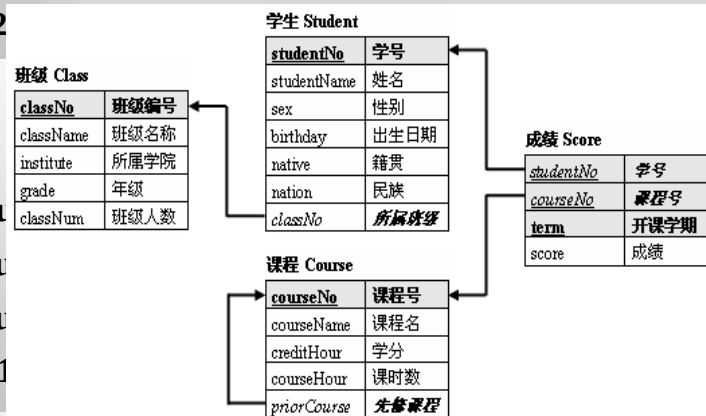 学生 Student
studentNo 学号
studentName 姓名
sex 性别
birthday 出生日期
native 籍贯
nation 民族
classNo 所属班级
班级 Class
classNo 班级编号
className 班级名称
institute 所属学院
grade 年级
classNum 班级人数
成绩 Score
studentNo 学号
courseNo 课程号
term 开课学期
score 成绩
课程 Course
courseNo 课程号
courseName 课程名
creditHour 学分
courseHour 课时数
priorCourse 先修课程